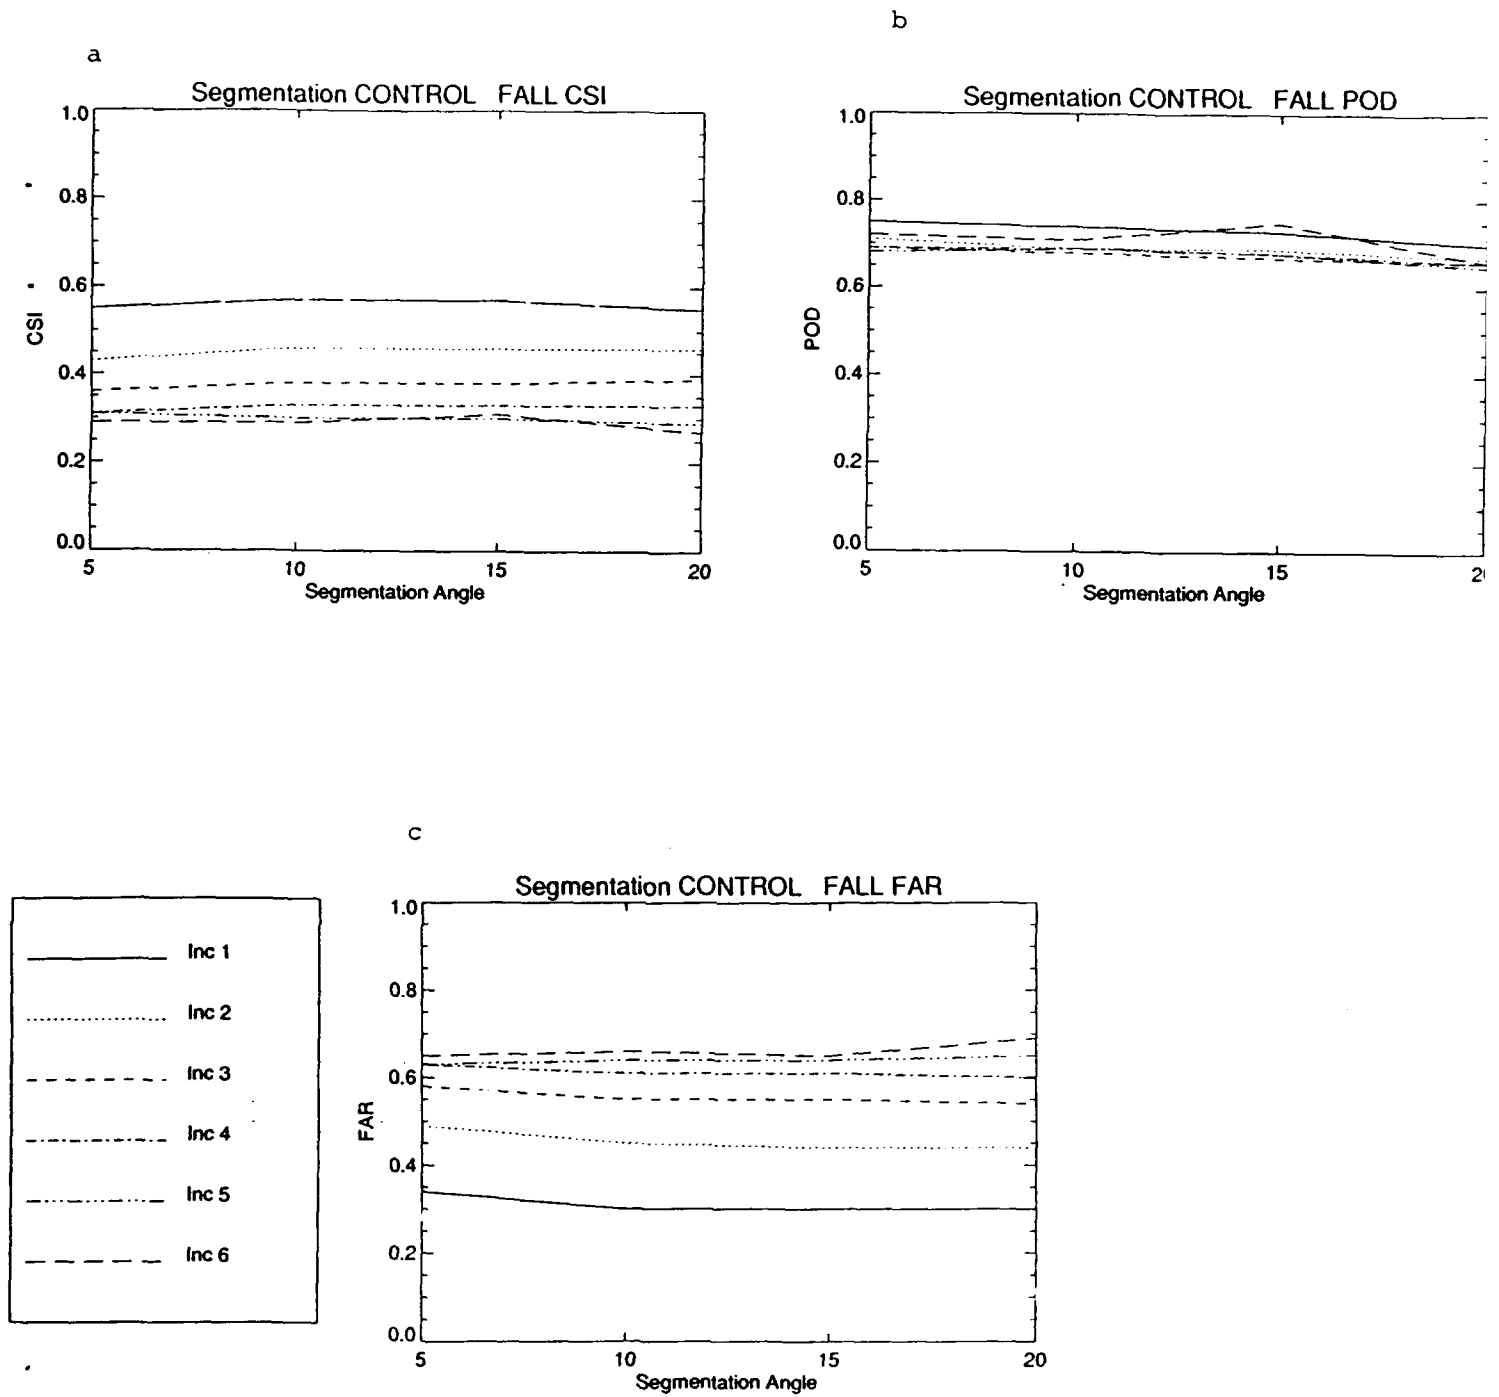 a
Segmentation CONTROL FALL CSI
1.0
0.8
0.6
0.4
0.2
0.0
CSI
5 10 15 20
Segmentation Angle
b
Segmentation CONTROL FALL POD
1.0
0.8
0.6
0.4
0.2
0.0
POD
5 10 15 2
Segmentation Angle
c
Segmentation CONTROL FALL FAR
1.0
0.8
0.6
0.4
0.2
0.0
FAR
5 10 15 20
Segmentation Angle
Inc 1
Inc 2
Inc 3
Inc 4
Inc 5
Inc 6